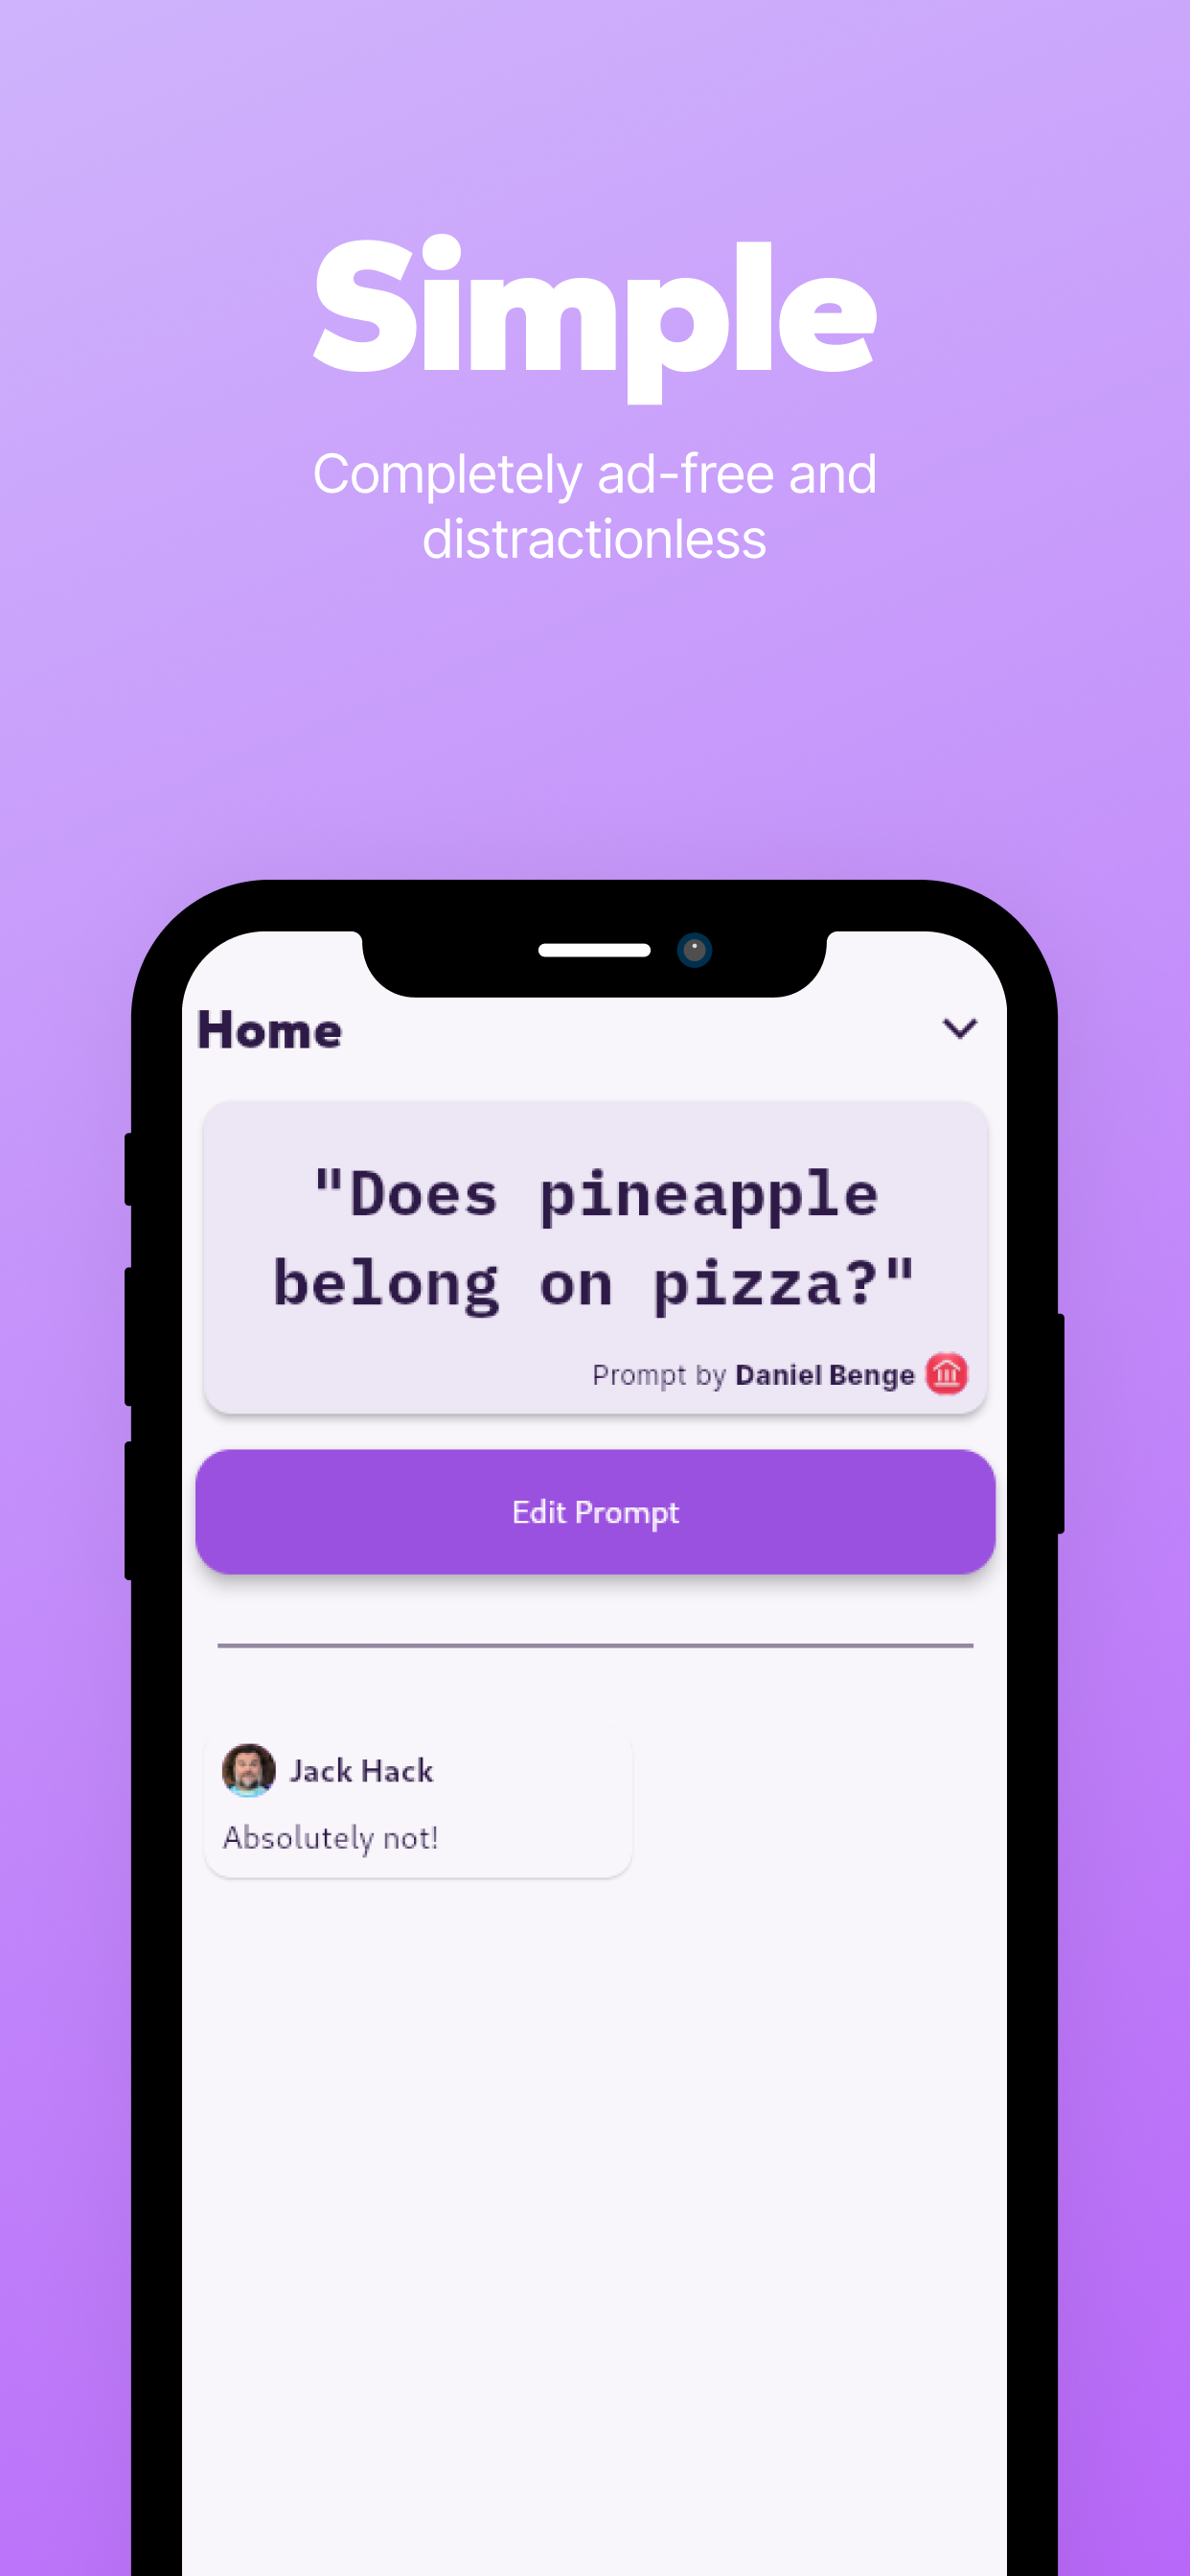 Simple
Completely ad-free and
distractionless
Home
"Does pineapple
belong on pizza?"
Prompt by Daniel Benge
Edit Prompt
Jack Hack
Absolutely not!